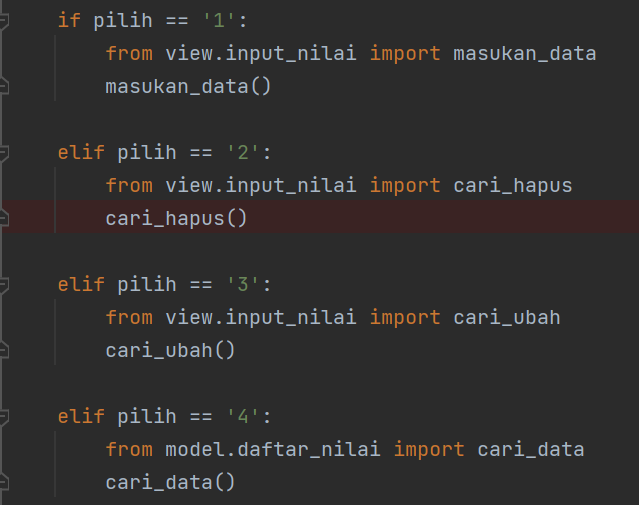 if pilih == '1':
from view.input_nilai import masukan_data
masukan_data()
elif pilih == '2':
from view.input_nilai import cari_hapus
cari_hapus()
elif pilih == '3':
from view.input_nilai import cari_ubah
cari_ubah()
elif pilih == '4':
from model.daftar_nilai import cari_data
cari_data()